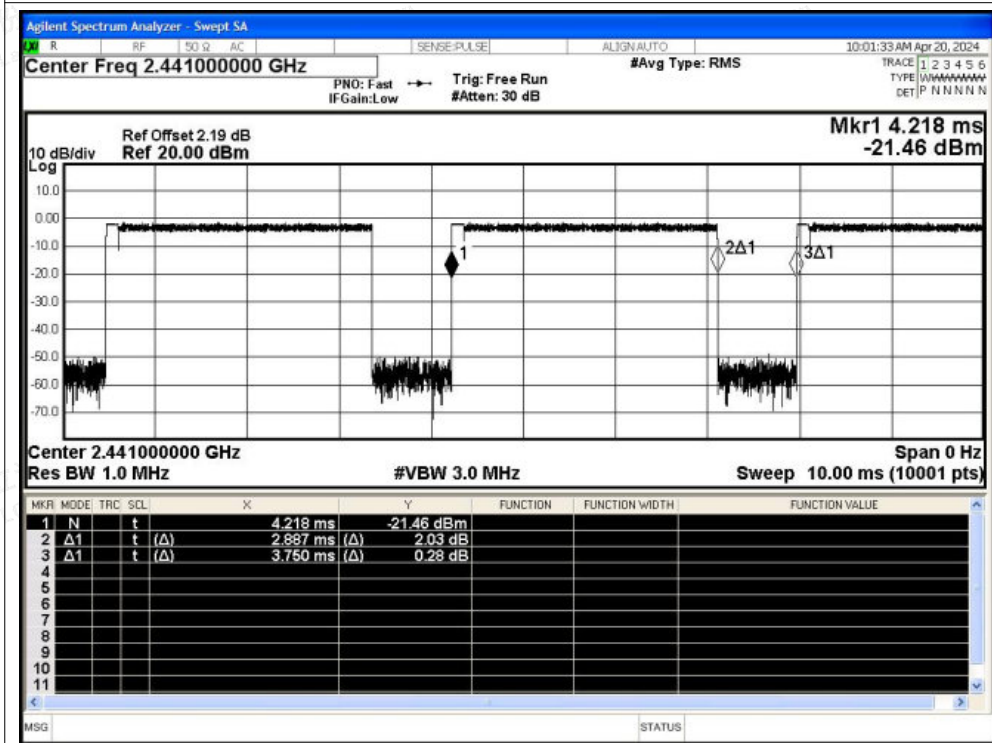 Agilent Spectrum Analyzer - Swept SA
LXI R RF 50 Ω AC SENSE:PULSE ALIGN AUTO 10:01:33 AM Apr 20, 2024
Center Freq 2.441000000 GHz #Avg Type: RMS TRACE 1 2 3 4 5 6
PNO: Fast Trig: Free Run TYPE WWWWWW
IFGain:Low #Atten: 30 dB DET P N N N N N
Mkr1 4.218 ms
Ref Offset 2.19 dB
10 dB/div Ref 20.00 dBm -21.46 dBm
Log
10.0
0.00
-10.0
1 2Δ1 3Δ1
-20.0
-30.0
-40.0
-50.0
-60.0
-70.0
Center 2.441000000 GHz Span 0 Hz
Res BW 1.0 MHz #VBW 3.0 MHz Sweep 10.00 ms (10001 pts)
MKR MODE TRC SCL X Y FUNCTION FUNCTION WIDTH FUNCTION VALUE
1 N t 4.218 ms -21.46 dBm
2 Δ1 t (Δ) 2.887 ms (Δ) 2.03 dB
3 Δ1 t (Δ) 3.750 ms (Δ) 0.28 dB
4
5
6
7
8
9
10
11
MSG STATUS